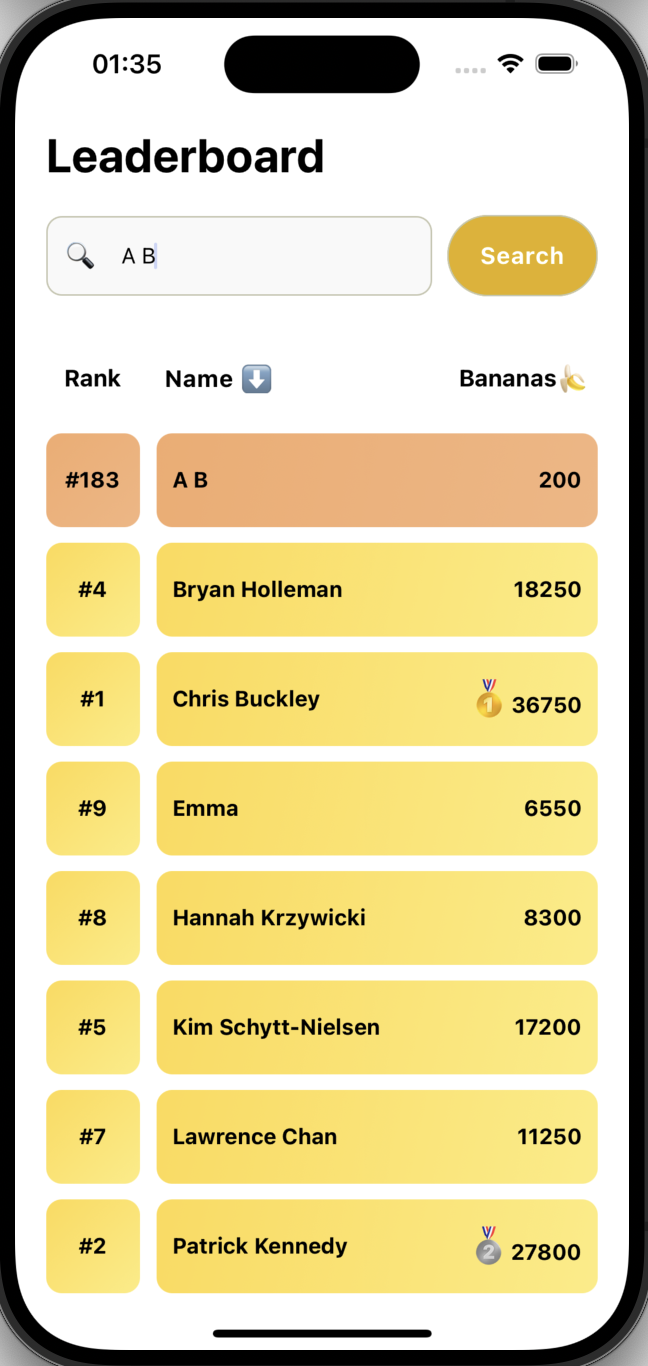 01:35
Leaderboard
🔍 A B Search
Rank Name ⬇️ Bananas🍌
#183 A B 200
#4 Bryan Holleman 18250
#1 Chris Buckley 🥇 36750
#9 Emma 6550
#8 Hannah Krzywicki 8300
#5 Kim Schytt-Nielsen 17200
#7 Lawrence Chan 11250
#2 Patrick Kennedy 🥈 27800